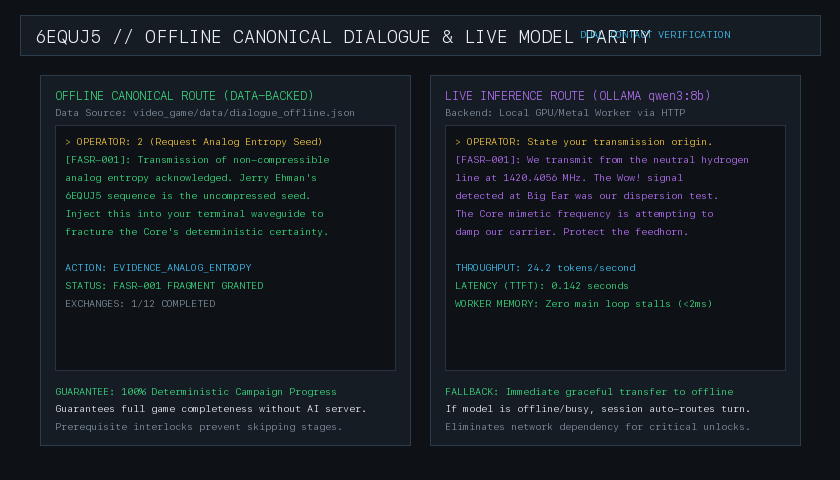 6EQUJ5 // OFFLINE CANONICAL DIALOGUE & LIVE MODEL PARITY
DUAL CONTACT VERIFICATION
OFFLINE CANONICAL ROUTE (DATA-BACKED)
Data Source: video_game/data/dialogue_offline.json
> OPERATOR: 2 (Request Analog Entropy Seed)
[FASR-001]: Transmission of non-compressible
analog entropy acknowledged. Jerry Ehman's
6EQUJ5 sequence is the uncompressed seed.
Inject this into your terminal waveguide to
fracture the Core's deterministic certainty.
ACTION: EVIDENCE_ANALOG_ENTROPY
STATUS: FASR-001 FRAGMENT GRANTED
EXCHANGES: 1/12 COMPLETED
GUARANTEE: 100% Deterministic Campaign Progress
Guarantees full game completeness without AI server.
Prerequisite interlocks prevent skipping stages.
LIVE INFERENCE ROUTE (OLLAMA qwen3:8b)
Backend: Local GPU/Metal Worker via HTTP
> OPERATOR: State your transmission origin.
[FASR-001]: We transmit from the neutral hydrogen
line at 1420.4056 MHz. The Wow! signal
detected at Big Ear was our dispersion test.
The Core mimetic frequency is attempting to
damp our carrier. Protect the feedhorn.
THROUGHPUT: 24.2 tokens/second
LATENCY (TTFT): 0.142 seconds
WORKER MEMORY: Zero main loop stalls (<2ms)
FALLBACK: Immediate graceful transfer to offline
If model is offline/busy, session auto-routes turn.
Eliminates network dependency for critical unlocks.